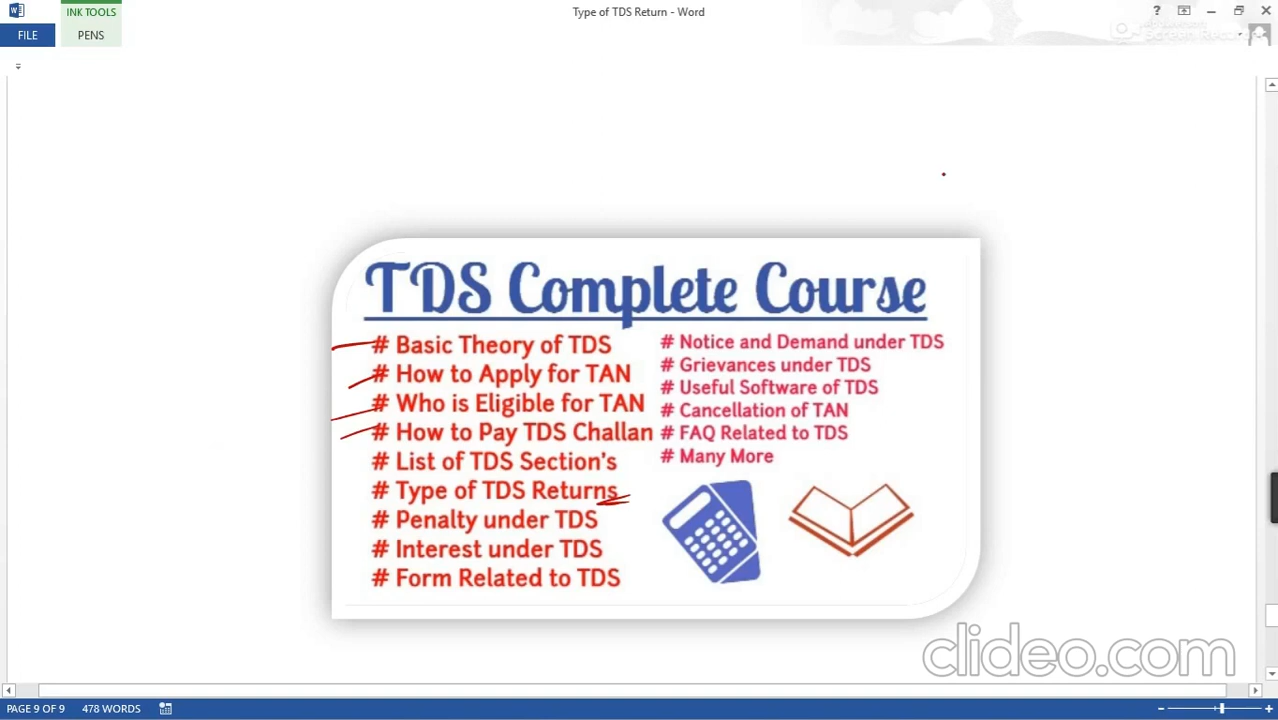 INK TOOLS
Type of TDS Return - Word
?
FILE
PENS
TDS Complete Course
# Basic Theory of TDS
# How to Apply for TAN
# Who is Eligible for TAN
# How to Pay TDS Challan
# List of TDS Section's
# Type of TDS Returns
# Penalty under TDS
# Interest under TDS
# Form Related to TDS
# Notice and Demand under TDS
# Grievances under TDS
# Useful Software of TDS
# Cancellation of TAN
# FAQ Related to TDS
# Many More
clideo.com
PAGE 9 OF 9
478 WORDS